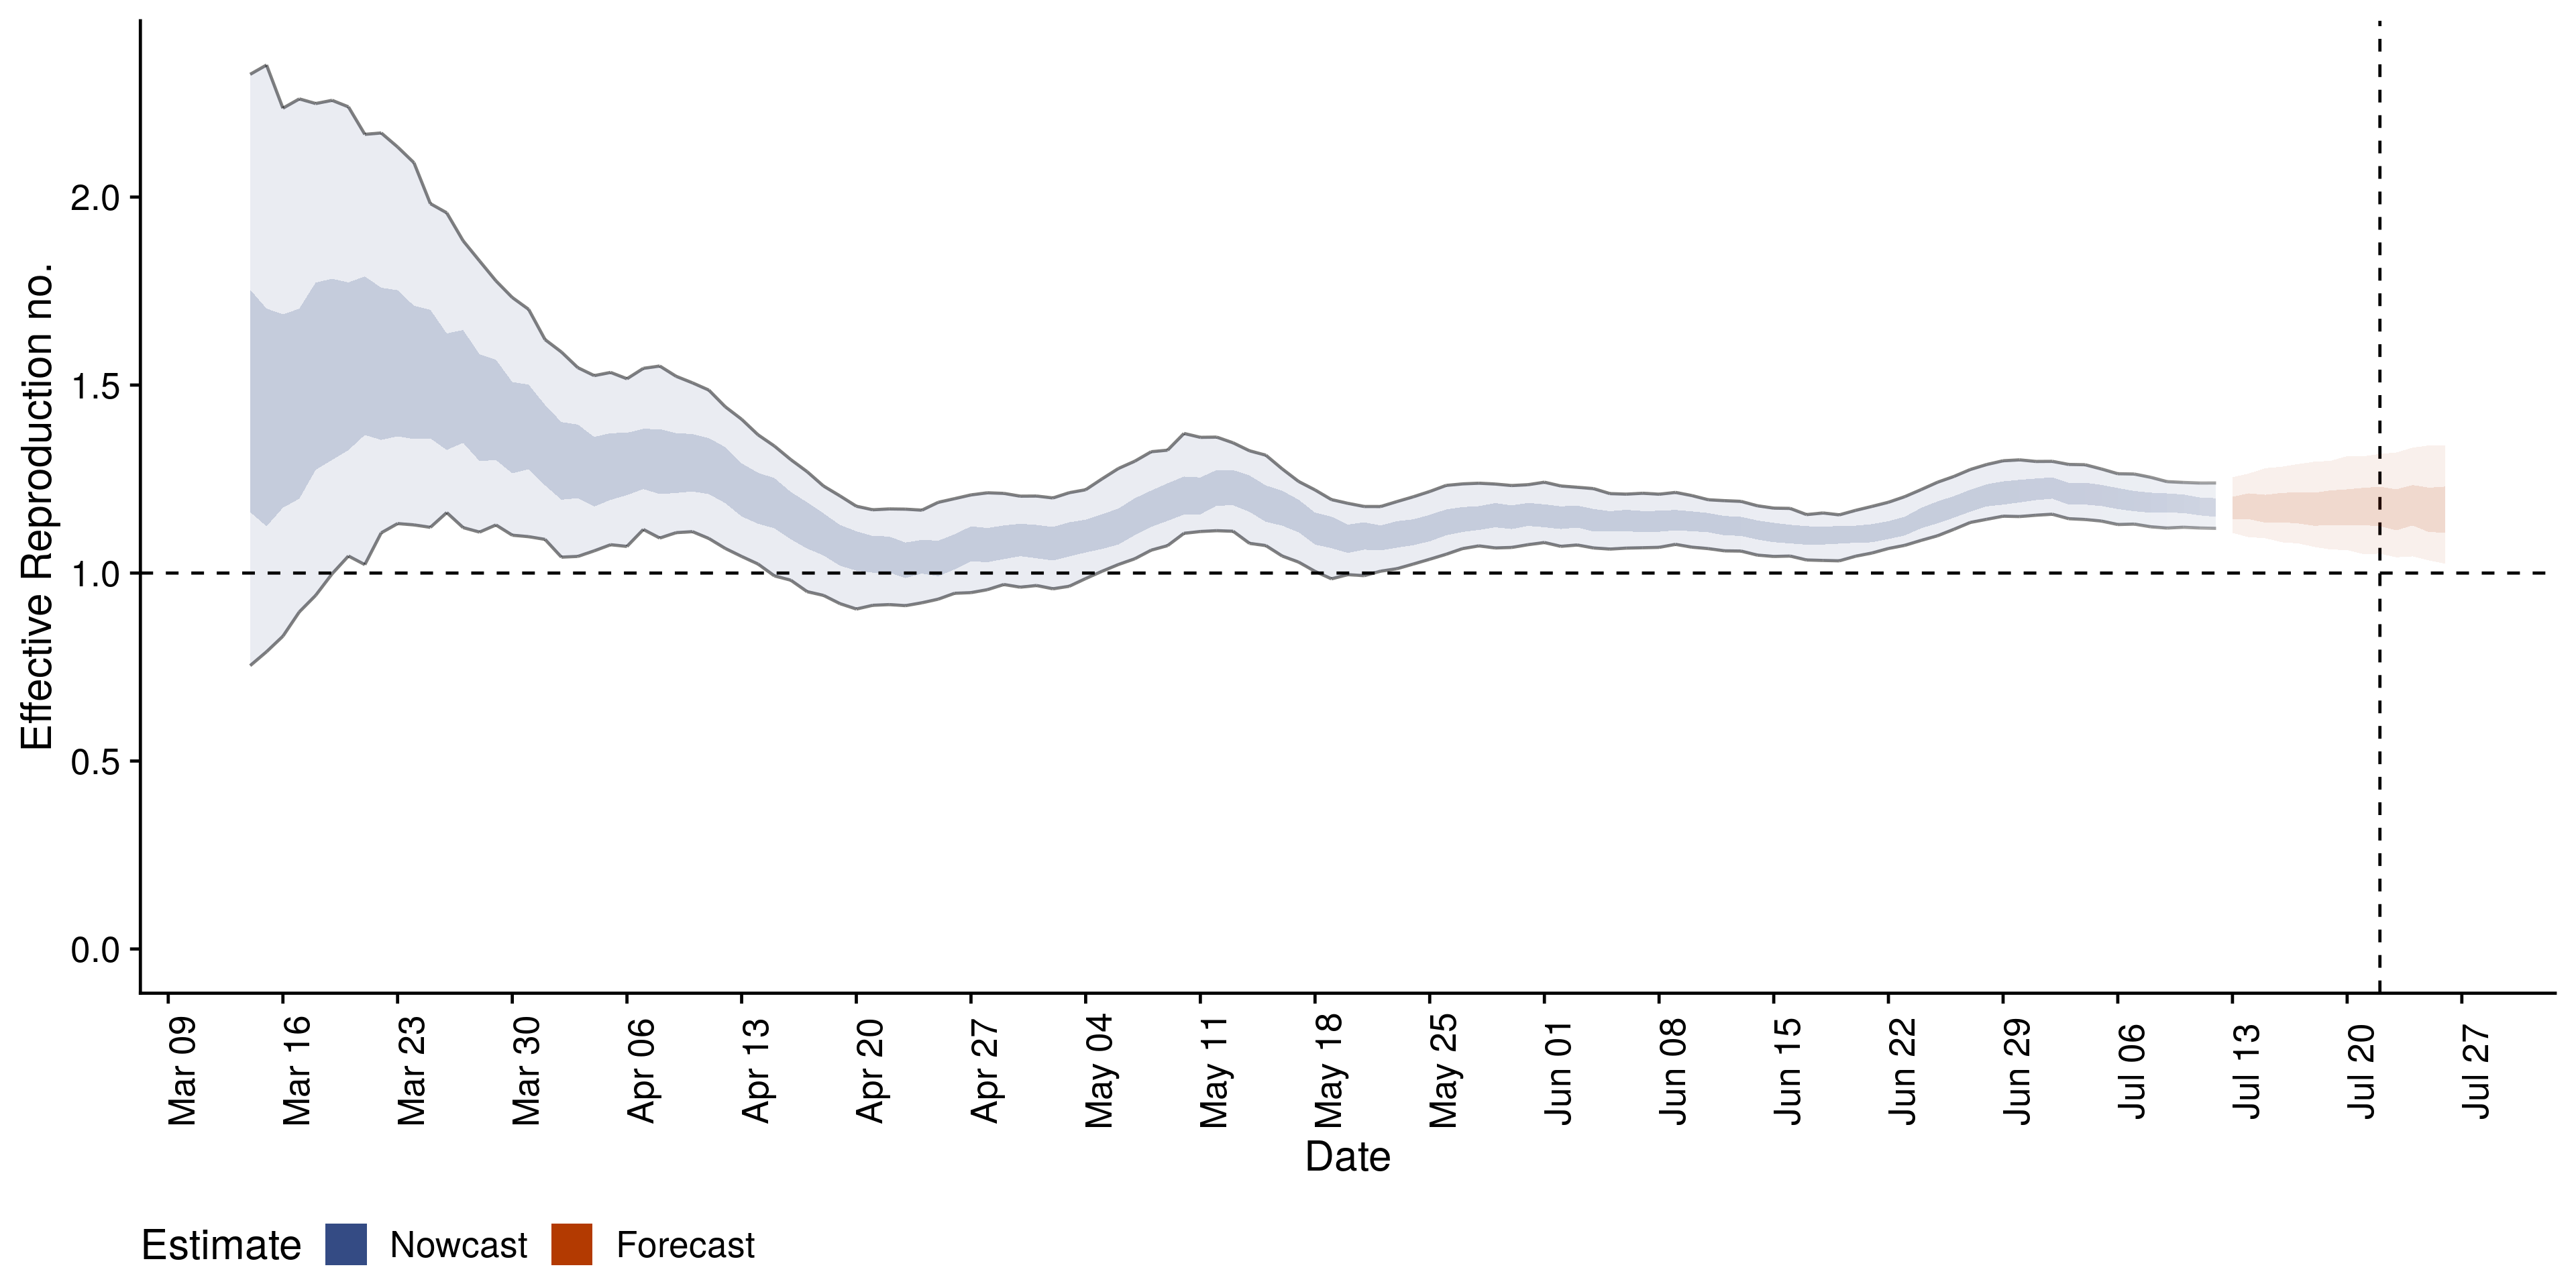 Effective Reproduction no.
2.0
1.5
1.0
0.5
0.0
Mar 09
Mar 16
Mar 23
Mar 30
Apr 06
Apr 13
Apr 20
Apr 27
May 04
May 11
May 18
May 25
Jun 01
Jun 08
Jun 15
Jun 22
Jun 29
Jul 06
Jul 13
Jul 20
Jul 27
Date
Estimate Nowcast Forecast